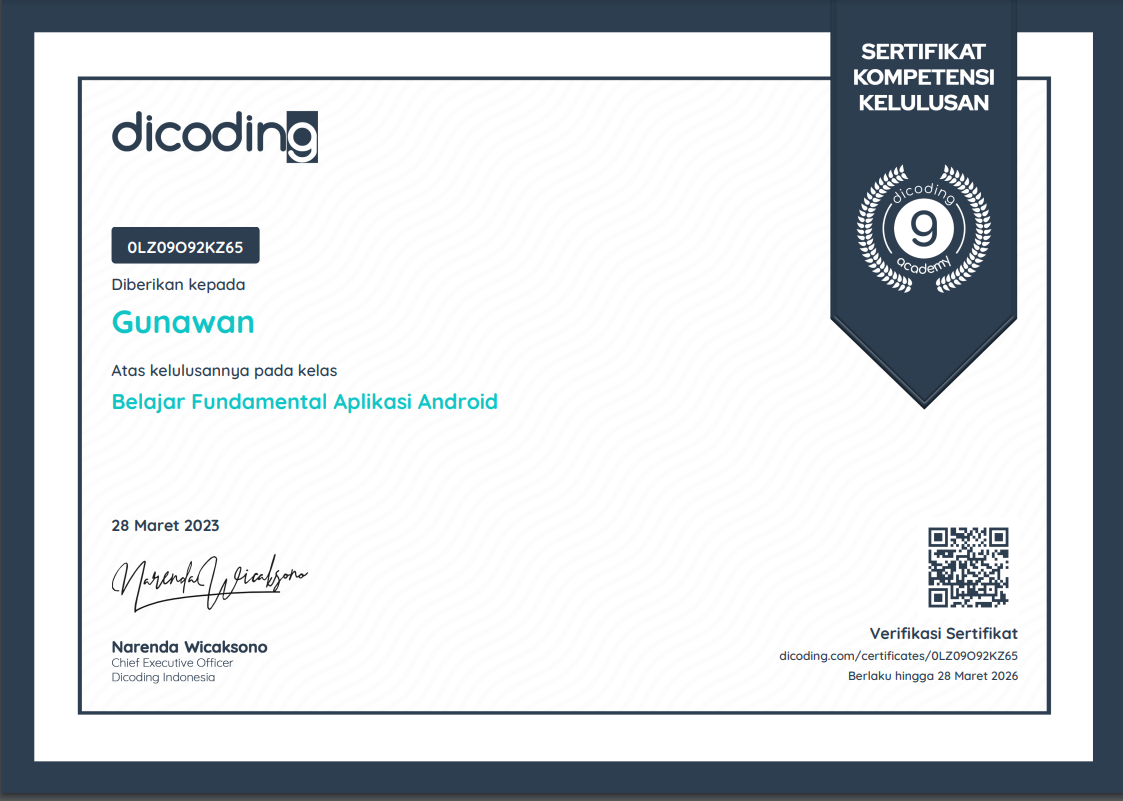 SERTIFIKAT
KOMPETENSI
KELULUSAN
dicoding
dicoding
9
academy
0LZ09O92KZ65
Diberikan kepada
Gunawan
Atas kelulusannya pada kelas
Belajar Fundamental Aplikasi Android
28 Maret 2023
Narenda Wicaksono
Narenda Wicaksono
Chief Executive Officer
Dicoding Indonesia
Verifikasi Sertifikat
dicoding.com/certificates/0LZ09O92KZ65
Berlaku hingga 28 Maret 2026